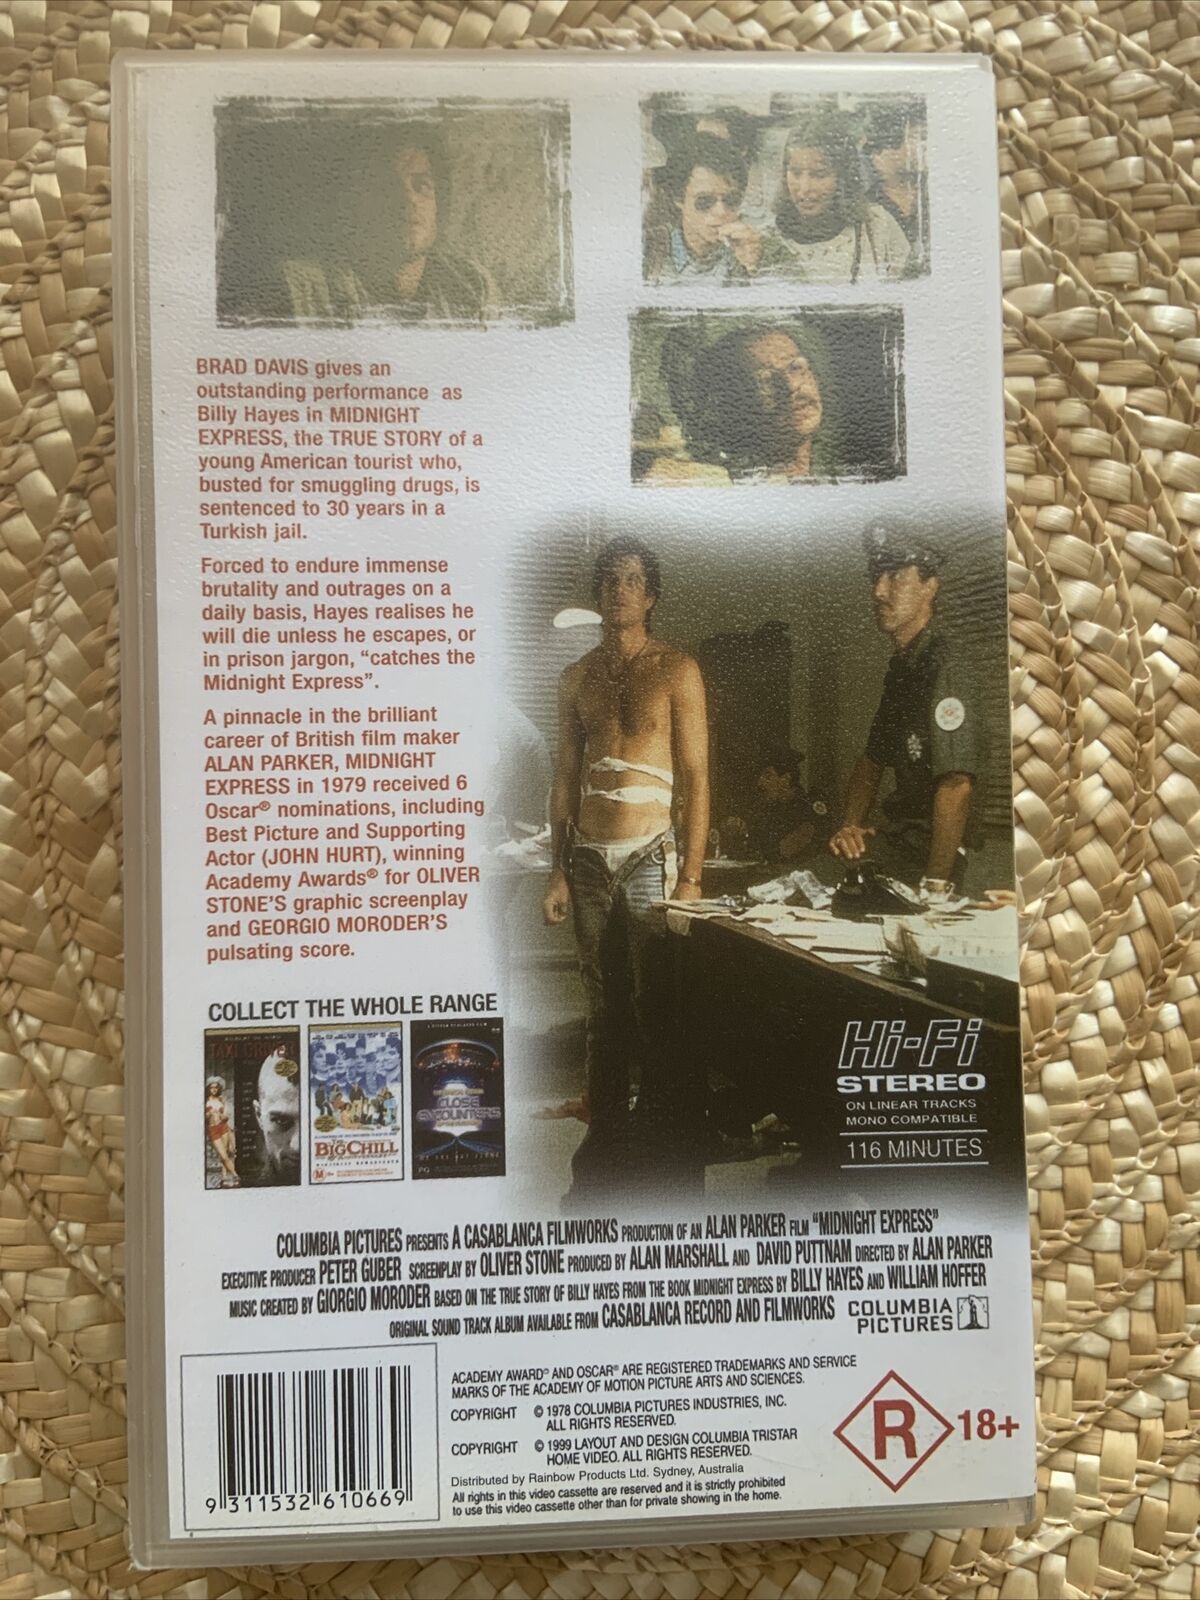 BRAD DAVIS gives an
outstanding performance as
Billy Hayes in MIDNIGHT
EXPRESS, the TRUE STORY of a
young American tourist who,
busted for smuggling drugs, is
sentenced to 30 years in a
Turkish jail.
Forced to endure immense
brutality and outrages on a
daily basis, Hayes realises he
will die unless he escapes, or
in prison jargon, “catches the
Midnight Express”.
A pinnacle in the brilliant
career of British film maker
ALAN PARKER, MIDNIGHT
EXPRESS in 1979 received 6
Oscar® nominations, including
Best Picture and Supporting
Actor (JOHN HURT), winning
Academy Awards® for OLIVER
STONE'S graphic screenplay
and GEORGIO MORODER'S
pulsating score.
COLLECT THE WHOLE RANGE
TAXI DRIVER
THE BIG CHILL
CLOSE ENCOUNTERS
WE ARE NOT ALONE
PG
Hi-Fi
STEREO
ON LINEAR TRACKS
MONO COMPATIBLE
116 MINUTES
COLUMBIA PICTURES PRESENTS A CASABLANCA FILMWORKS PRODUCTION OF AN ALAN PARKER FILM “MIDNIGHT EXPRESS”
EXECUTIVE PRODUCER PETER GUBER SCREENPLAY BY OLIVER STONE PRODUCED BY ALAN MARSHALL AND DAVID PUTTNAM DIRECTED BY ALAN PARKER
MUSIC CREATED BY GIORGIO MORODER BASED ON THE TRUE STORY OF BILLY HAYES FROM THE BOOK MIDNIGHT EXPRESS BY BILLY HAYES AND WILLIAM HOFFER
ORIGINAL SOUND TRACK ALBUM AVAILABLE FROM CASABLANCA RECORD AND FILMWORKS
COLUMBIA
PICTURES
ACADEMY AWARD® AND OSCAR® ARE REGISTERED TRADEMARKS AND SERVICE
MARKS OF THE ACADEMY OF MOTION PICTURE ARTS AND SCIENCES.
COPYRIGHT © 1978 COLUMBIA PICTURES INDUSTRIES, INC.
ALL RIGHTS RESERVED.
COPYRIGHT © 1999 LAYOUT AND DESIGN COLUMBIA TRISTAR
HOME VIDEO. ALL RIGHTS RESERVED.
Distributed by Rainbow Products Ltd. Sydney, Australia
All rights in this video cassette are reserved and it is strictly prohibited
to use this video cassette other than for private showing in the home.
R 18+
9 311532 610669